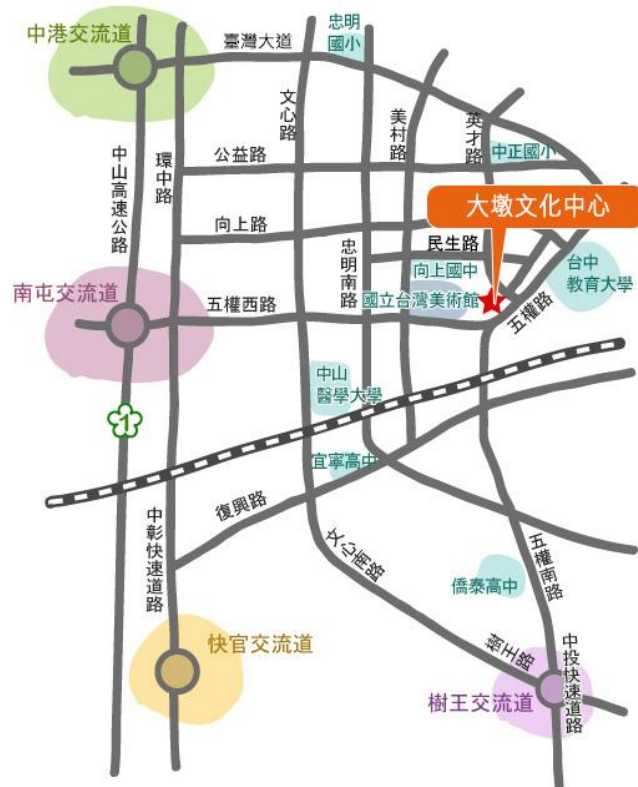 中港交流道
臺灣大道
忠明
國小
文心路
美村路
英才路
中正國小
中山高速公路
環中路
公益路
大墩文化中心
向上路
忠明南路
民生路
向上國中
台中
教育大學
南屯交流道
五權西路
國立台灣美術館
五權路
中山
醫學大學
1
宜寧高中
復興路
中彰快速道路
文心南路
五權南路
僑泰高中
快官交流道
樹王路
中投快速道路
樹王交流道